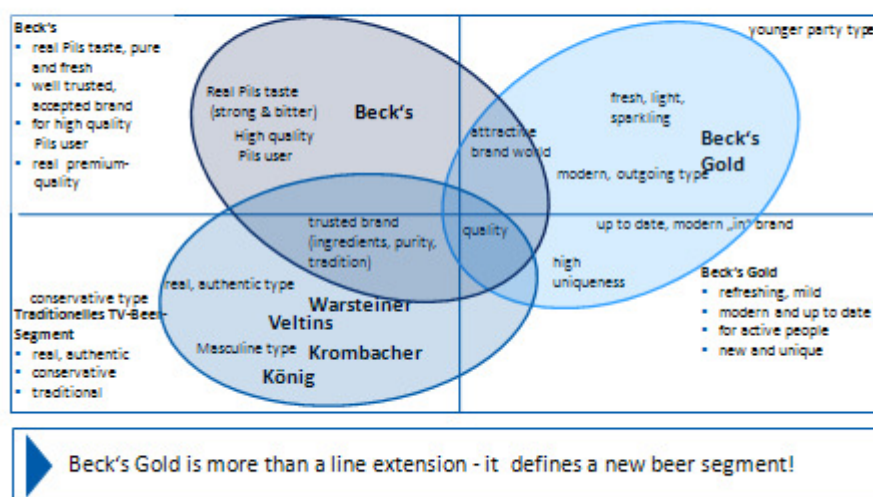 Beck's
▪ real Pils taste, pure
and fresh
▪ well trusted,
accepted brand
▪ for high quality
Pils user
▪ real premium-
quality
Real Pils taste
(strong & bitter)
High quality
Pils user
Beck's
younger party type
fresh, light,
sparkling
attractive
brand world
Beck's
Gold
modern, outgoing type
trusted brand
(ingredients, purity,
tradition)
quality
up to date, modern „in" brand
high
uniqueness
real, authentic type
conservative type
Traditionelles TV-Beer-
Segment
▪ real, authentic
▪ conservative
▪ traditional
Warsteiner
Veltins
Masculine type
Krombacher
König
Beck's Gold
▪ refreshing, mild
▪ modern and up to date
▪ for active people
▪ new and unique
Beck's Gold is more than a line extension - it defines a new beer segment!